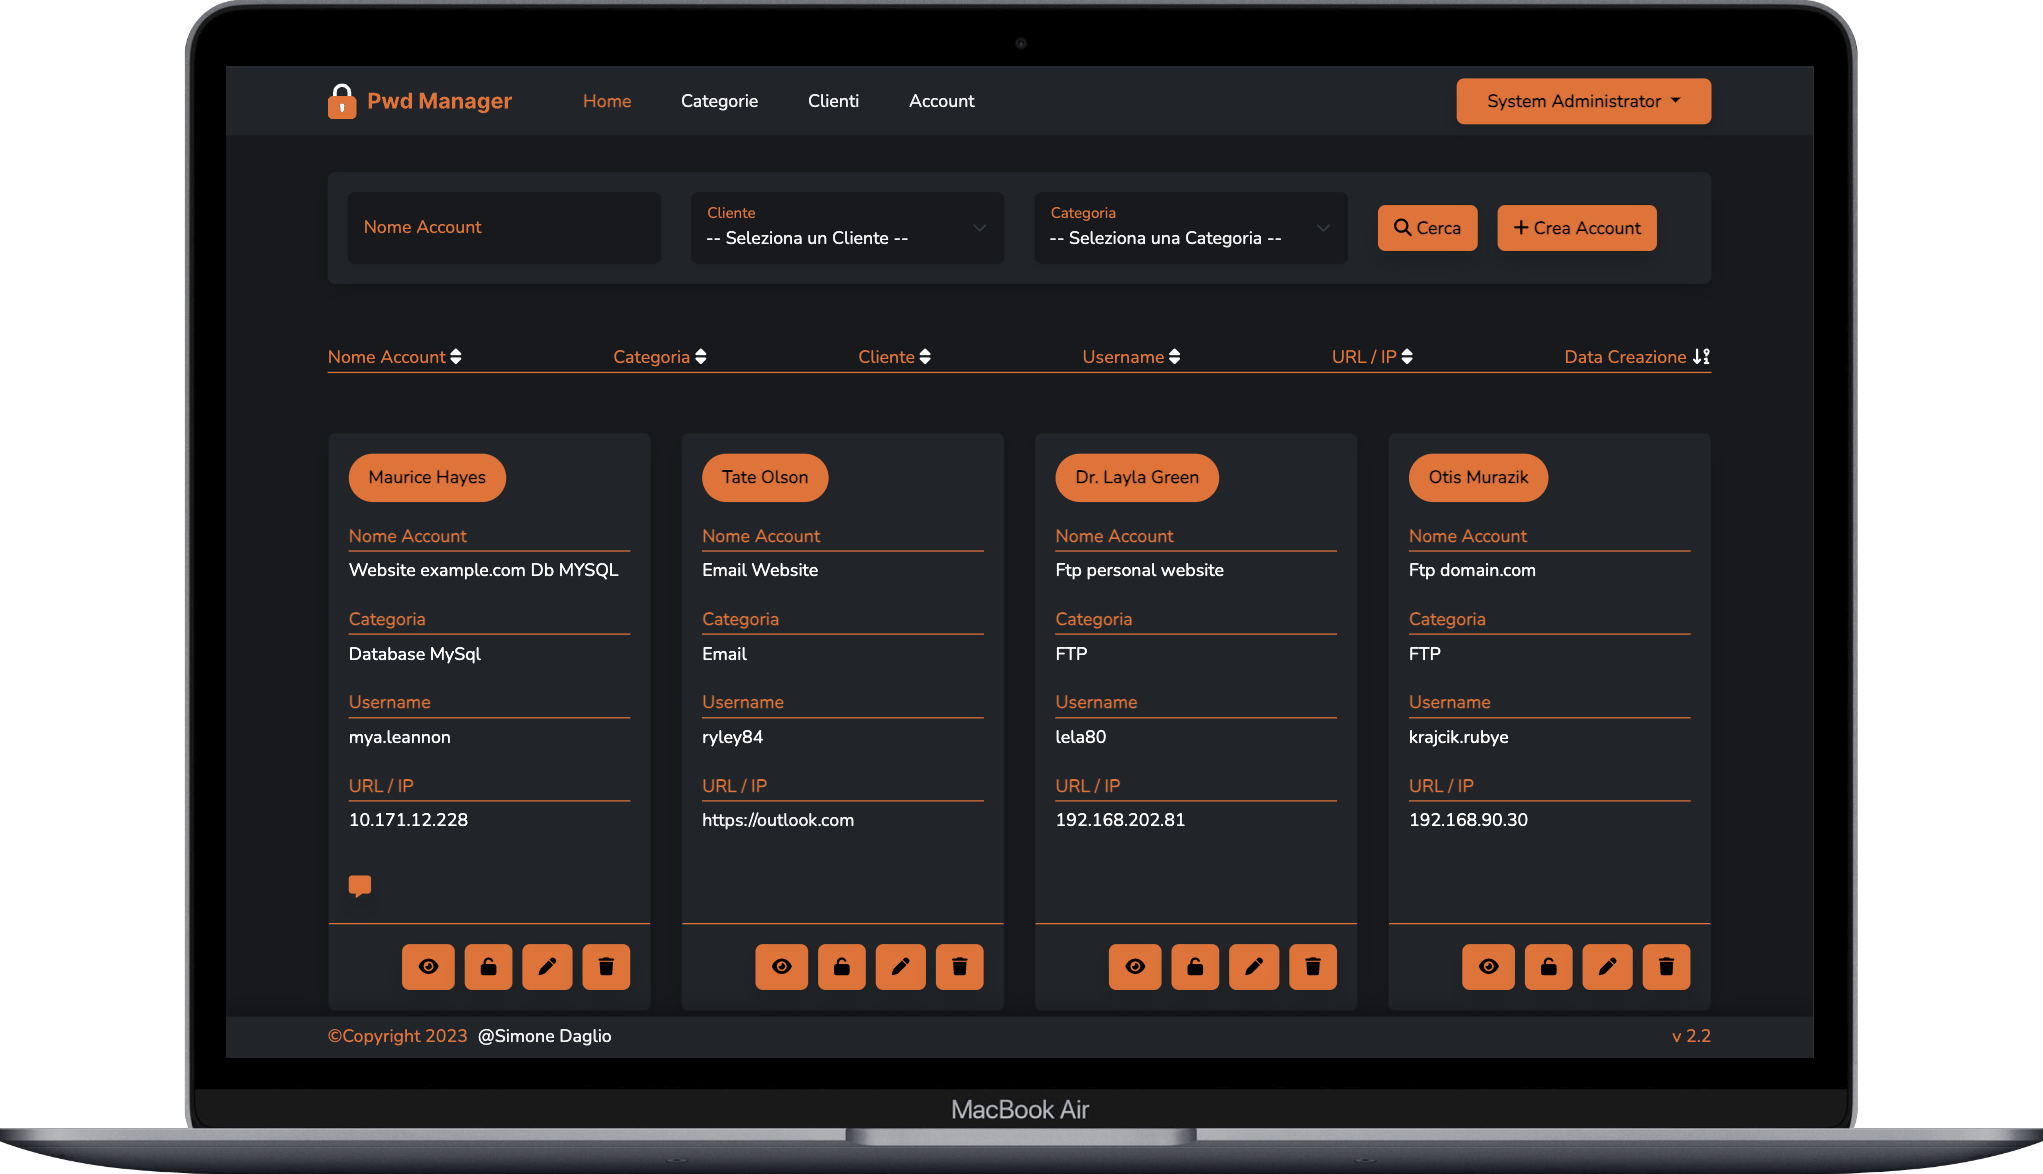 Pwd Manager Home Categorie Clienti Account System Administrator
Nome Account
Cliente
-- Seleziona un Cliente --
Categoria
-- Seleziona una Categoria --
Cerca
+ Crea Account
Nome Account Categoria Cliente Username URL / IP Data Creazione
Maurice Hayes
Nome Account
Website example.com Db MYSQL
Categoria
Database MySql
Username
mya.leannon
URL / IP
10.171.12.228
Tate Olson
Nome Account
Email Website
Categoria
Email
Username
ryley84
URL / IP
https://outlook.com
Dr. Layla Green
Nome Account
Ftp personal website
Categoria
FTP
Username
lela80
URL / IP
192.168.202.81
Otis Murazik
Nome Account
Ftp domain.com
Categoria
FTP
Username
krajcik.rubye
URL / IP
192.168.90.30
©Copyright 2023 @Simone Daglio v 2.2
MacBook Air